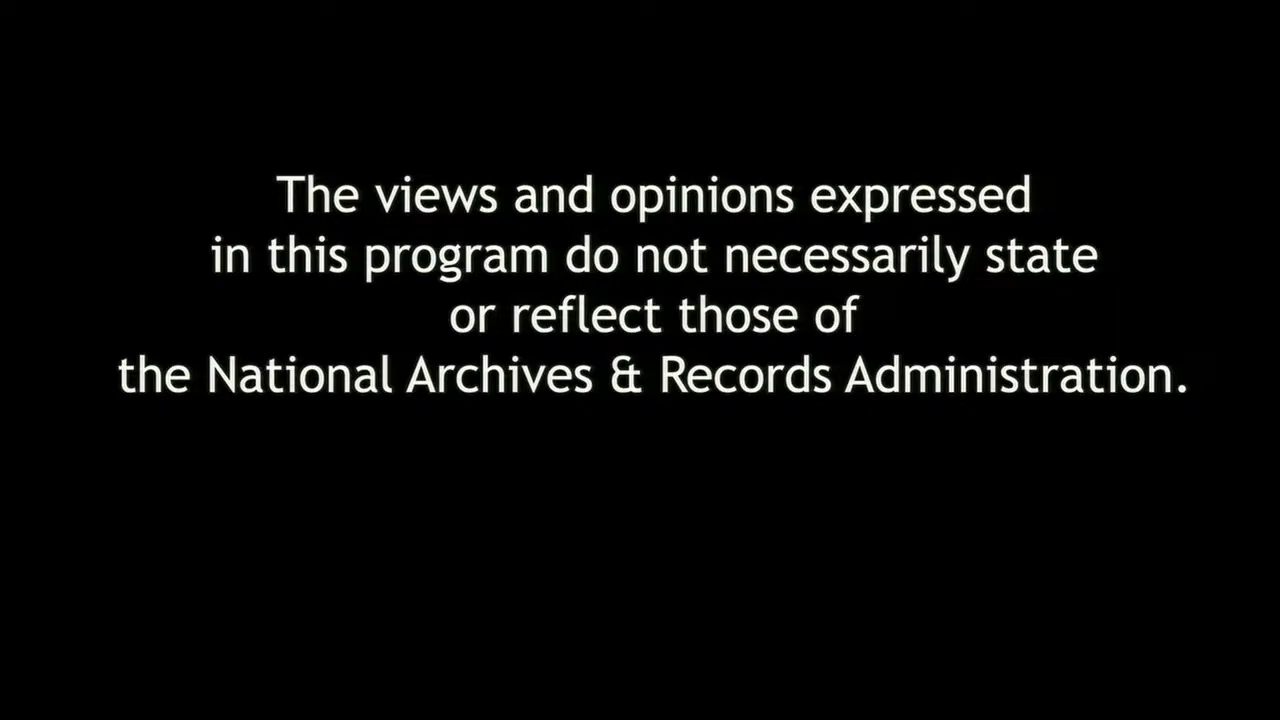 The views and opinions expressed
in this program do not necessarily state
or reflect those of
the National Archives & Records Administration.